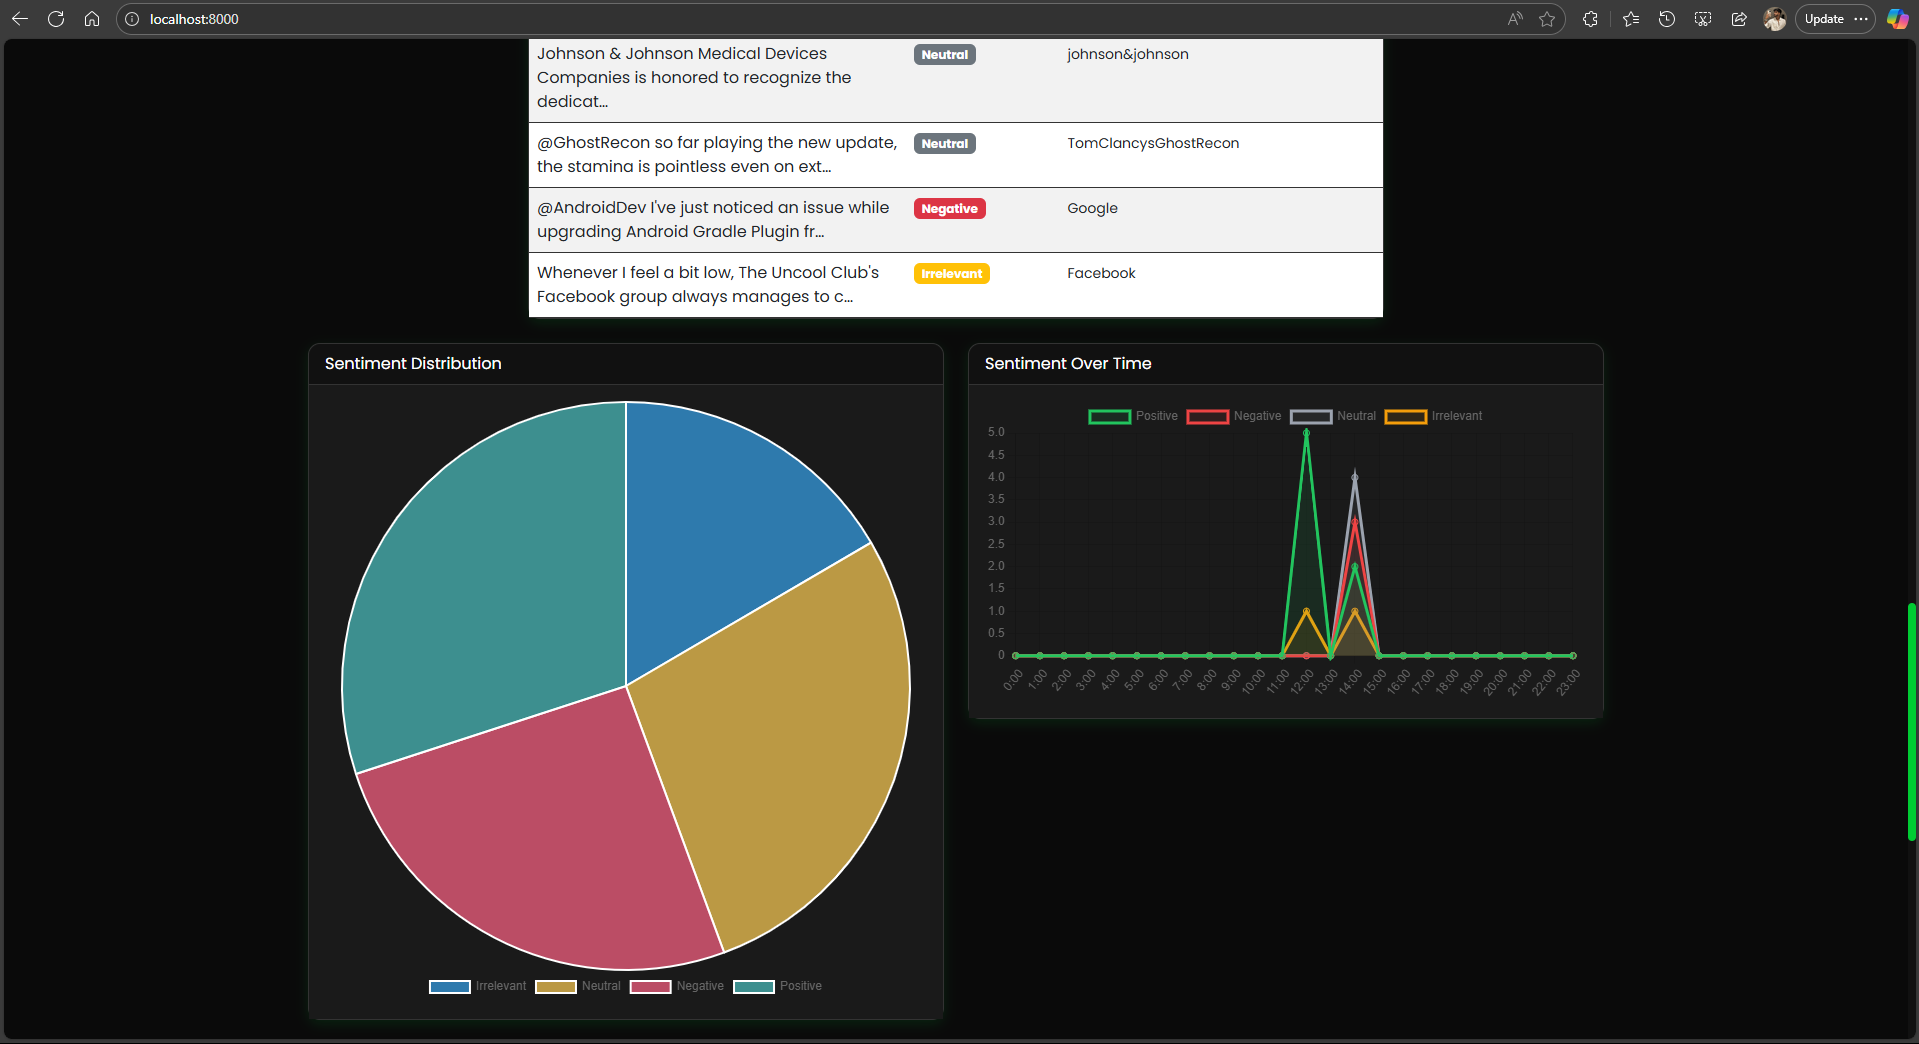 localhost:8000
Update
Johnson & Johnson Medical Devices
Companies is honored to recognize the
dedicat...
Neutral
johnson&johnson
@GhostRecon so far playing the new update,
the stamina is pointless even on ext...
Neutral
TomClancysGhostRecon
@AndroidDev I've just noticed an issue while
upgrading Android Gradle Plugin fr...
Negative
Google
Whenever I feel a bit low, The Uncool Club's
Facebook group always manages to c...
Irrelevant
Facebook
Sentiment Distribution
Irrelevant Neutral Negative Positive
Sentiment Over Time
Positive Negative Neutral Irrelevant
5.0
4.5
4.0
3.5
3.0
2.5
2.0
1.5
1.0
0.5
0
0:00 1:00 2:00 3:00 4:00 5:00 6:00 7:00 8:00 9:00 10:00 11:00 12:00 13:00 14:00 15:00 16:00 17:00 18:00 19:00 20:00 21:00 22:00 23:00